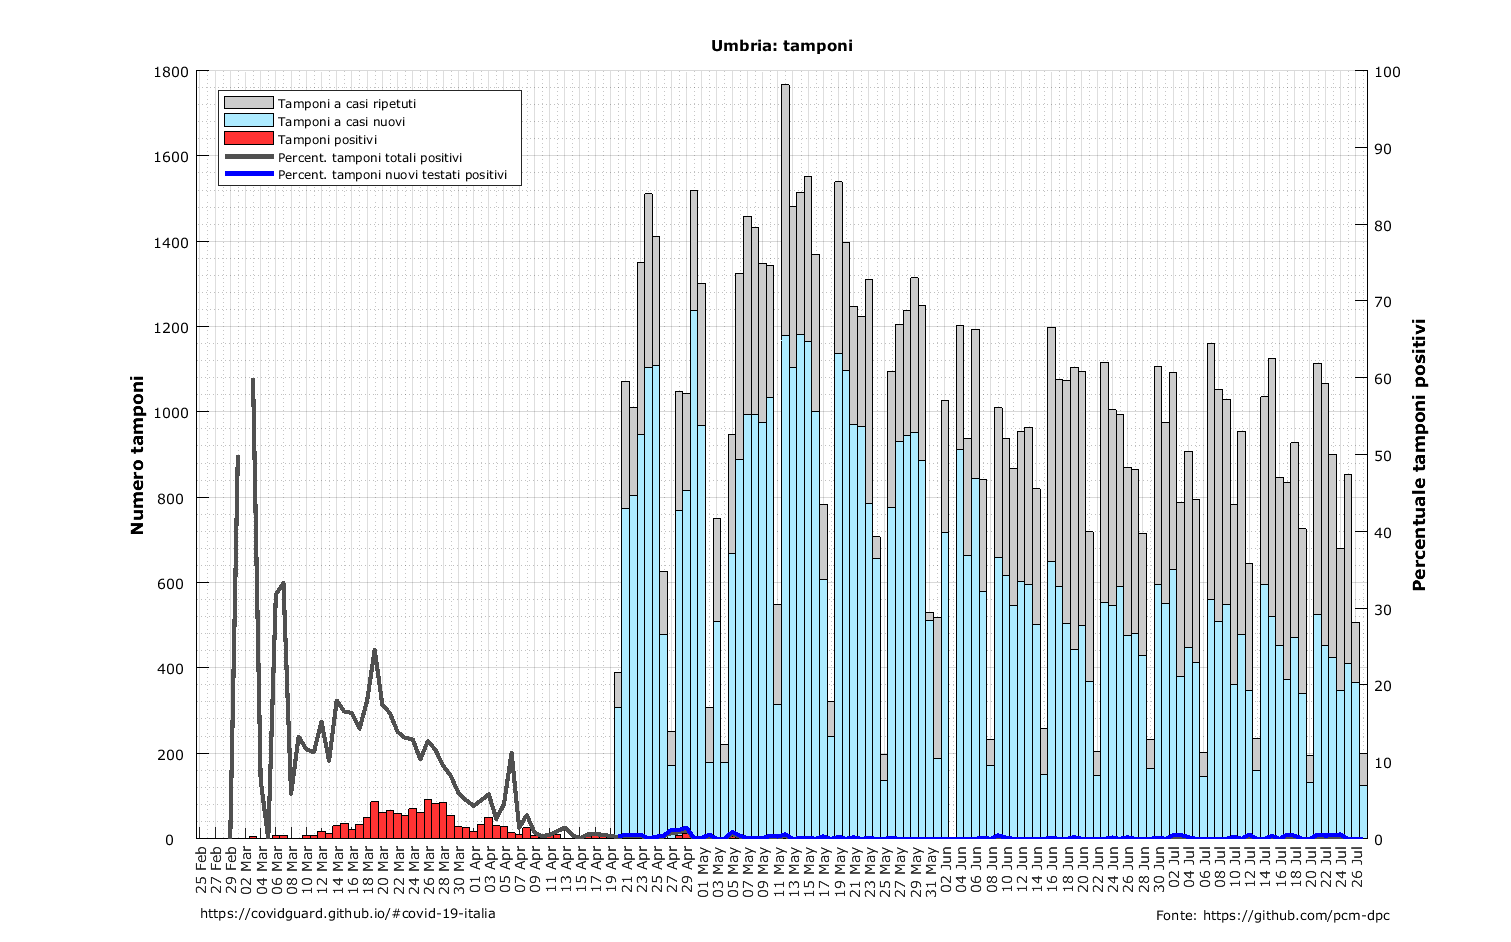 Umbria: tamponi
Tamponi a casi ripetuti
Tamponi a casi nuovi
Tamponi positivi
Percent. tamponi totali positivi
Percent. tamponi nuovi testati positivi
Numero tamponi
1800
1600
1400
1200
1000
800
600
400
200
0
100
90
80
70
60
50
40
30
20
10
0
Percentuale tamponi positivi
25 Feb
27 Feb
29 Feb
02 Mar
04 Mar
06 Mar
08 Mar
10 Mar
12 Mar
14 Mar
16 Mar
18 Mar
20 Mar
22 Mar
24 Mar
26 Mar
28 Mar
30 Mar
01 Apr
03 Apr
05 Apr
07 Apr
09 Apr
11 Apr
13 Apr
15 Apr
17 Apr
19 Apr
21 Apr
23 Apr
25 Apr
27 Apr
29 Apr
01 May
03 May
05 May
07 May
09 May
11 May
13 May
15 May
17 May
19 May
21 May
23 May
25 May
27 May
29 May
31 May
02 Jun
04 Jun
06 Jun
08 Jun
10 Jun
12 Jun
14 Jun
16 Jun
18 Jun
20 Jun
22 Jun
24 Jun
26 Jun
28 Jun
30 Jun
02 Jul
04 Jul
06 Jul
08 Jul
10 Jul
12 Jul
14 Jul
16 Jul
18 Jul
20 Jul
22 Jul
24 Jul
26 Jul
https://covidguard.github.io/#covid-19-italia
Fonte: https://github.com/pcm-dpc